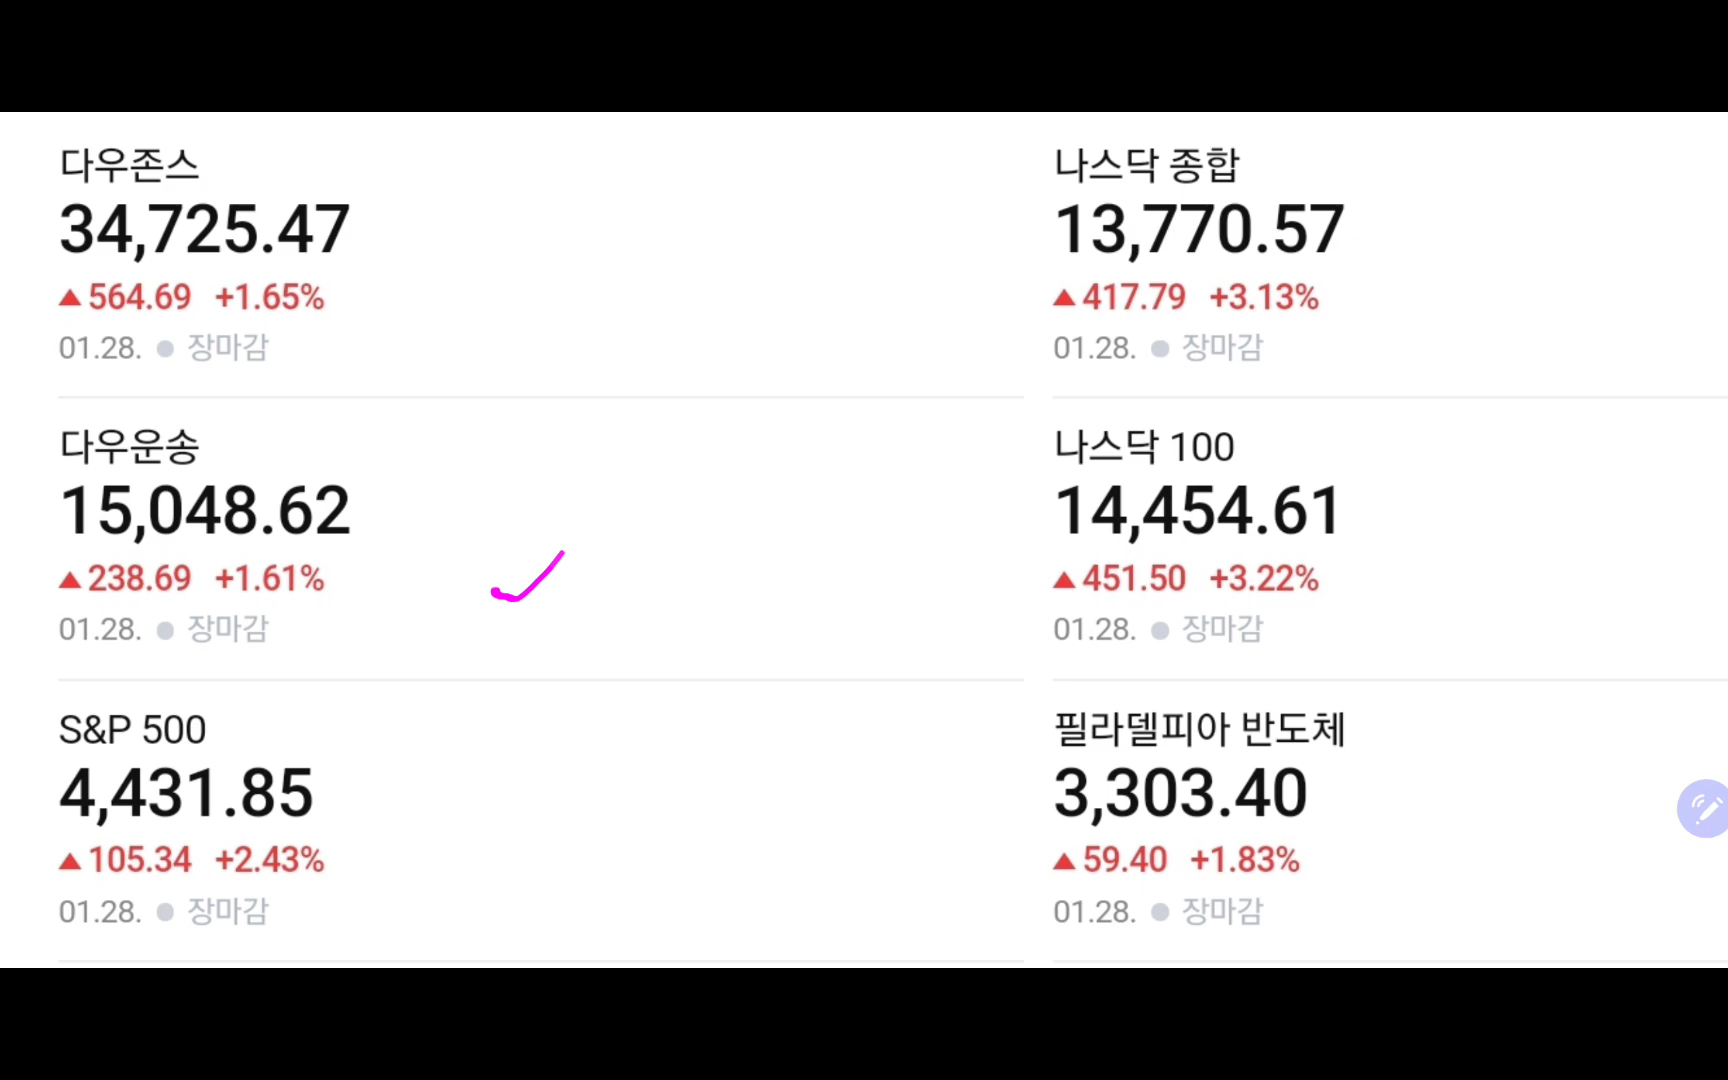 다우존스
34,725.47
▲564.69 +1.65%
01.28. ● 장마감
다우운송
15,048.62
▲238.69 +1.61%
01.28. ● 장마감
S&P 500
4,431.85
▲105.34 +2.43%
01.28. ● 장마감
나스닥 종합
13,770.57
▲417.79 +3.13%
01.28. ● 장마감
나스닥 100
14,454.61
▲451.50 +3.22%
01.28. ● 장마감
필라델피아 반도체
3,303.40
▲59.40 +1.83%
01.28. ● 장마감